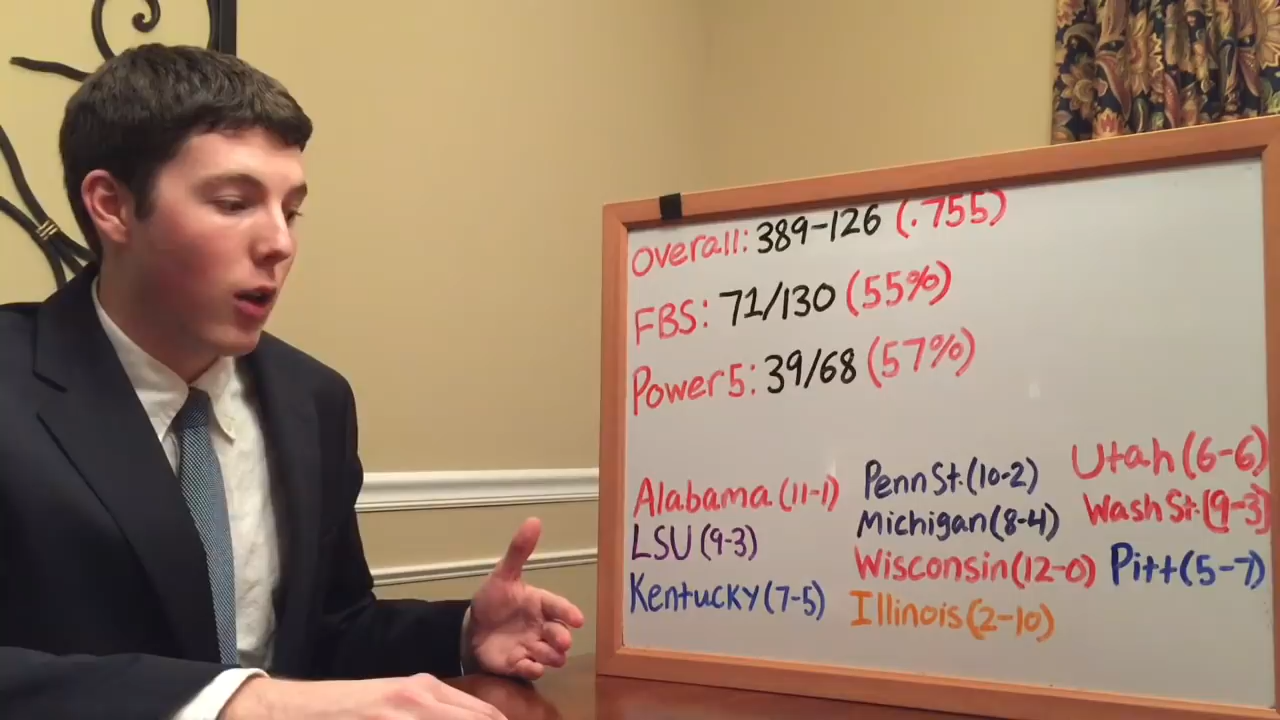 Overall: 389-126 (.755)
FBS: 71/130 (55%)
Power 5: 39/68 (57%)
Alabama (11-1)
LSU (9-3)
Kentucky (7-5)
Penn St. (10-2)
Michigan (8-4)
Wisconsin (12-0)
Illinois (2-10)
Utah (6-6)
Wash St. (9-3)
Pitt (5-7)